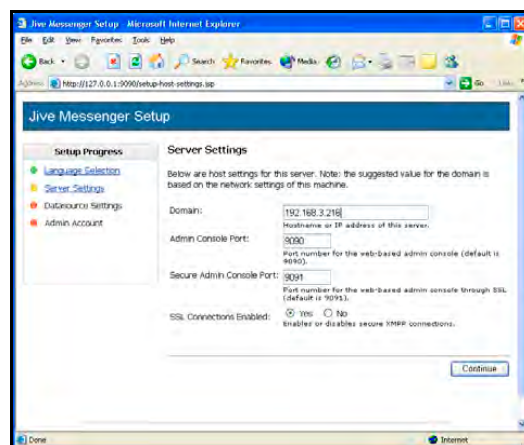 Jive Messenger Setup - Microsoft Internet Explorer
File Edit View Favorites Tools Help
Back Search Favorites Media
Address http://127.0.0.1:9090/setup-host-settings.jsp Go Links
Jive Messenger Setup
Setup Progress
Language Selection
Server Settings
Datasource Settings
Admin Account
Server Settings
Below are host settings for this server. Note: the suggested value for the domain is
based on the network settings of this machine.
Domain: 192.168.3.216
Hostname or IP address of this server.
Admin Console Port: 9090
Port number for the web-based admin console (default is
9090).
Secure Admin Console Port: 9091
Port number for the web-based admin console through SSL
(default is 9091).
SSL Connections Enabled: Yes No
Enables or disables secure XMPP connections.
Continue
Done Internet